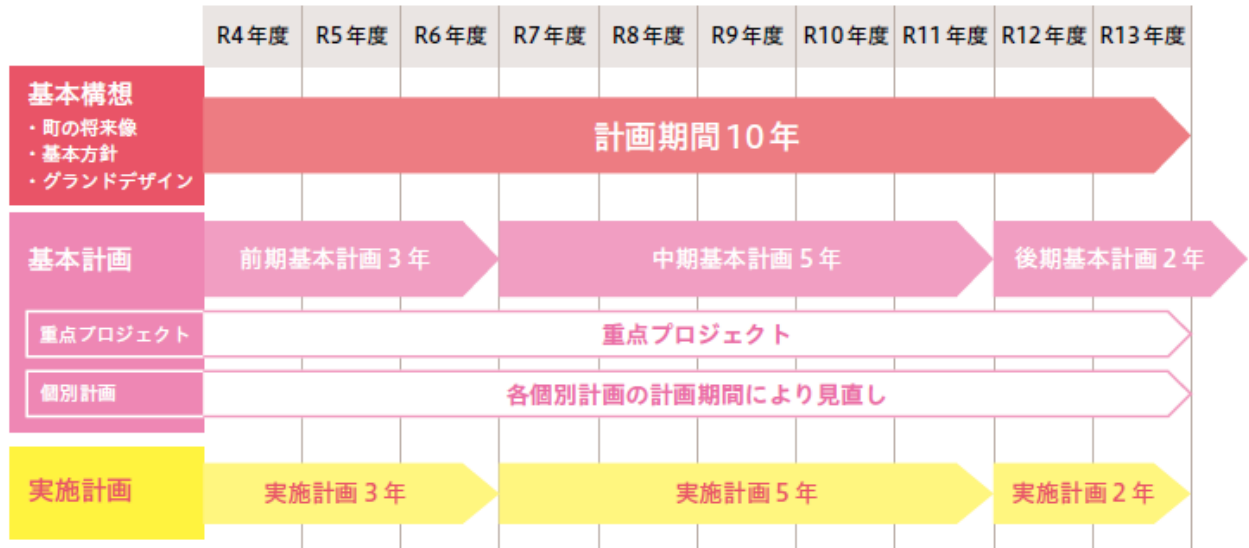 R4年度 R5年度 R6年度 R7年度 R8年度 R9年度 R10年度 R11年度 R12年度 R13年度
基本構想
・町の将来像
・基本方針
・グランドデザイン
計画期間10年
基本計画
前期基本計画3年
中期基本計画5年
後期基本計画2年
重点プロジェクト
重点プロジェクト
個別計画
各個別計画の計画期間により見直し
実施計画
実施計画3年
実施計画5年
実施計画2年